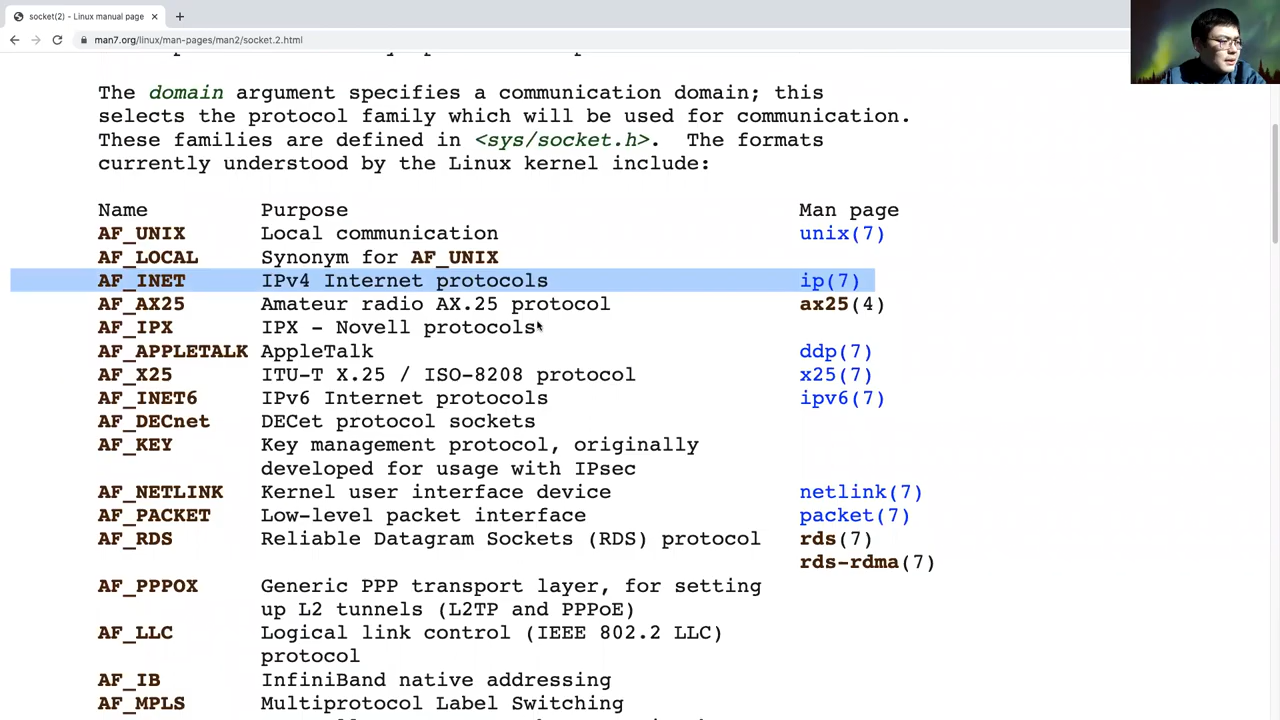 socket(2) - Linux manual page
man7.org/linux/man-pages/man2/socket.2.html
The domain argument specifies a communication domain; this
selects the protocol family which will be used for communication.
These families are defined in <sys/socket.h>.  The formats
currently understood by the Linux kernel include:
Name Purpose Man page
AF_UNIX Local communication unix(7)
AF_LOCAL Synonym for AF_UNIX
AF_INET IPv4 Internet protocols ip(7)
AF_AX25 Amateur radio AX.25 protocol ax25(4)
AF_IPX IPX - Novell protocols
AF_APPLETALK AppleTalk ddp(7)
AF_X25 ITU-T X.25 / ISO-8208 protocol x25(7)
AF_INET6 IPv6 Internet protocols ipv6(7)
AF_DECnet DECet protocol sockets
AF_KEY Key management protocol, originally
developed for usage with IPsec
AF_NETLINK Kernel user interface device netlink(7)
AF_PACKET Low-level packet interface packet(7)
AF_RDS Reliable Datagram Sockets (RDS) protocol rds(7)
rds-rdma(7)
AF_PPPOX Generic PPP transport layer, for setting
up L2 tunnels (L2TP and PPPoE)
AF_LLC Logical link control (IEEE 802.2 LLC)
protocol
AF_IB InfiniBand native addressing
AF_MPLS Multiprotocol Label Switching